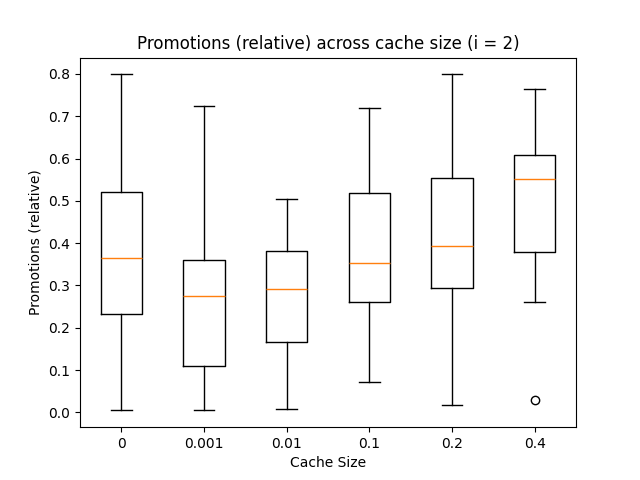 Promotions (relative) across cache size (i = 2)
Promotions (relative)
0.8
0.7
0.6
0.5
0.4
0.3
0.2
0.1
0.0
0 0.001 0.01 0.1 0.2 0.4
Cache Size